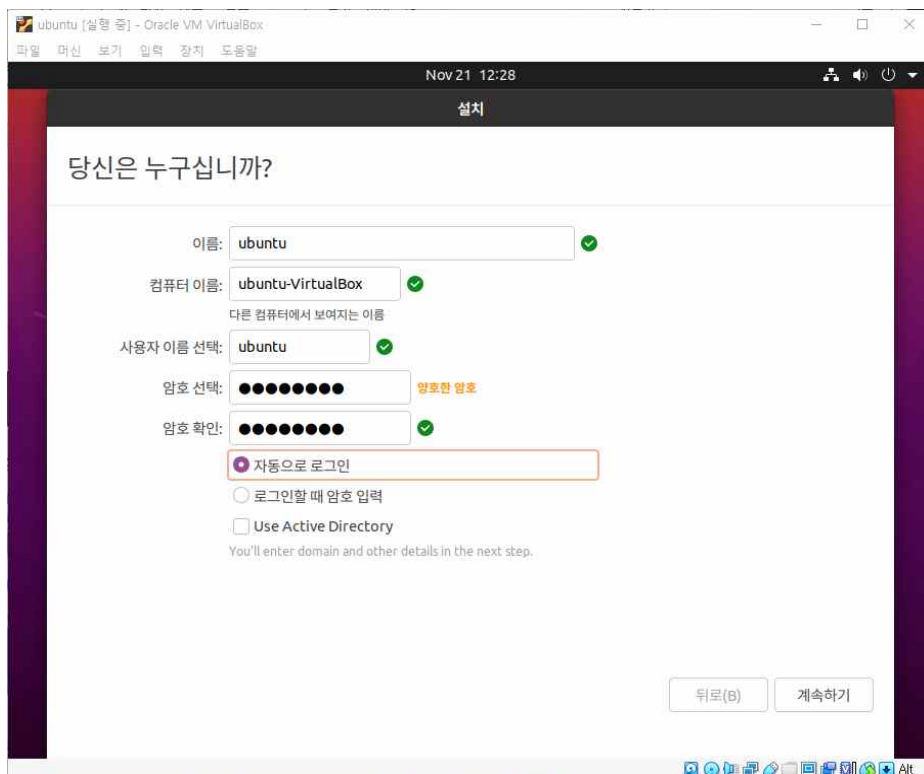 ubuntu [실행 중] - Oracle VM VirtualBox
파일 머신 보기 입력 장치 도움말
Nov 21 12:28
설치
당신은 누구십니까?
이름: ubuntu
컴퓨터 이름: ubuntu-VirtualBox
다른 컴퓨터에서 보여지는 이름
사용자 이름 선택: ubuntu
암호 선택: ●●●●●●●● 양호한 암호
암호 확인: ●●●●●●●●
자동으로 로그인
로그인할 때 암호 입력
Use Active Directory
You'll enter domain and other details in the next step.
뒤로(B) 계속하기
Alt